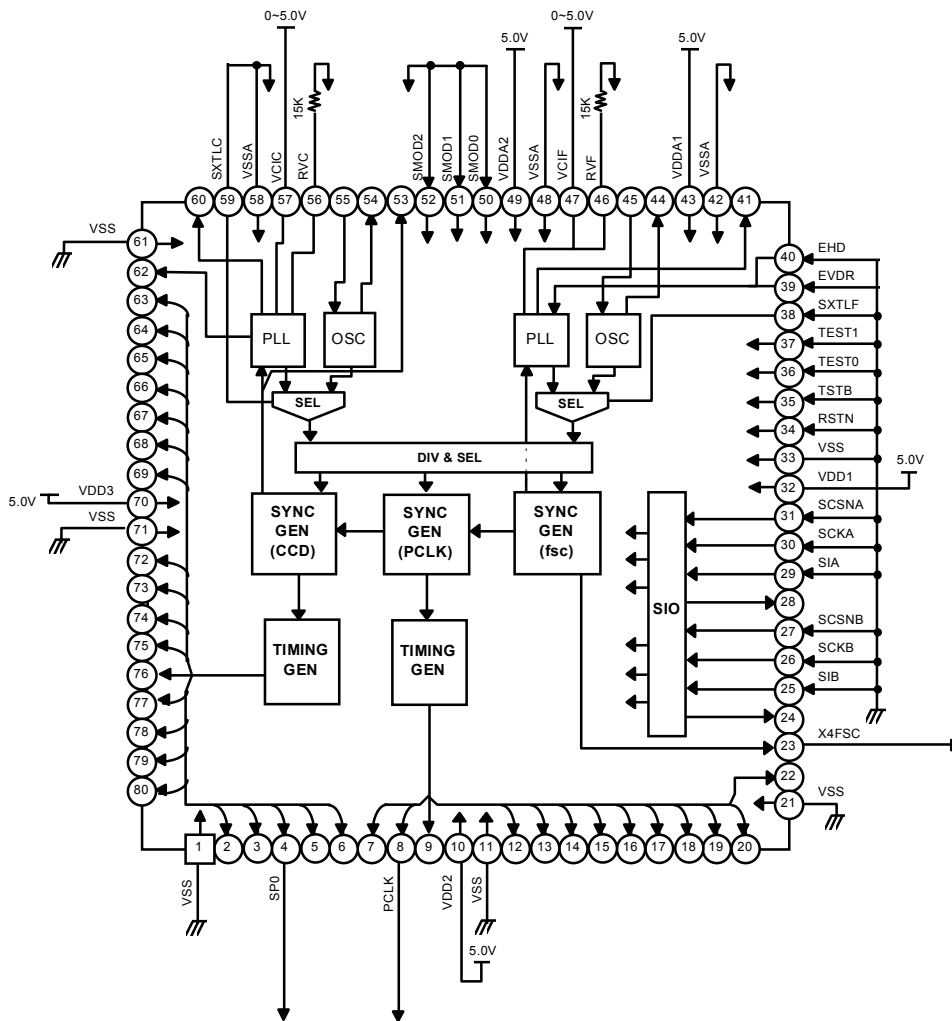 0~5.0V
0~5.0V
5.0V
5.0V
15K
15K
SXTLC
VSSA
VCIC
RVC
SMOD2
SMOD1
SMOD0
VDDA2
VSSA
VCIF
RVF
VDDA1
VSSA
60 59 58 57 56 55 54 53 52 51 50 49 48 47 46 45 44 43 42 41
VSS 61
62
63
64
65
66
67
68
69
5.0V VDD3 70
VSS 71
72
73
74
75
76
77
78
79
80
40 EHD
39 EVDR
38 SXTLF
37 TEST1
36 TEST0
35 TSTB
34 RSTN
33 VSS
32 VDD1 5.0V
31 SCSNA
30 SCKA
29 SIA
28
27 SCSNB
26 SCKB
25 SIB
24
23 X4FSC
22
21 VSS
PLL
OSC
PLL
OSC
SEL
SEL
DIV & SEL
SYNC
GEN
(CCD)
SYNC
GEN
(PCLK)
SYNC
GEN
(fsc)
SIO
TIMING
GEN
TIMING
GEN
1 2 3 4 5 6 7 8 9 10 11 12 13 14 15 16 17 18 19 20
VSS
SP0
PCLK
VDD2
VSS
5.0V